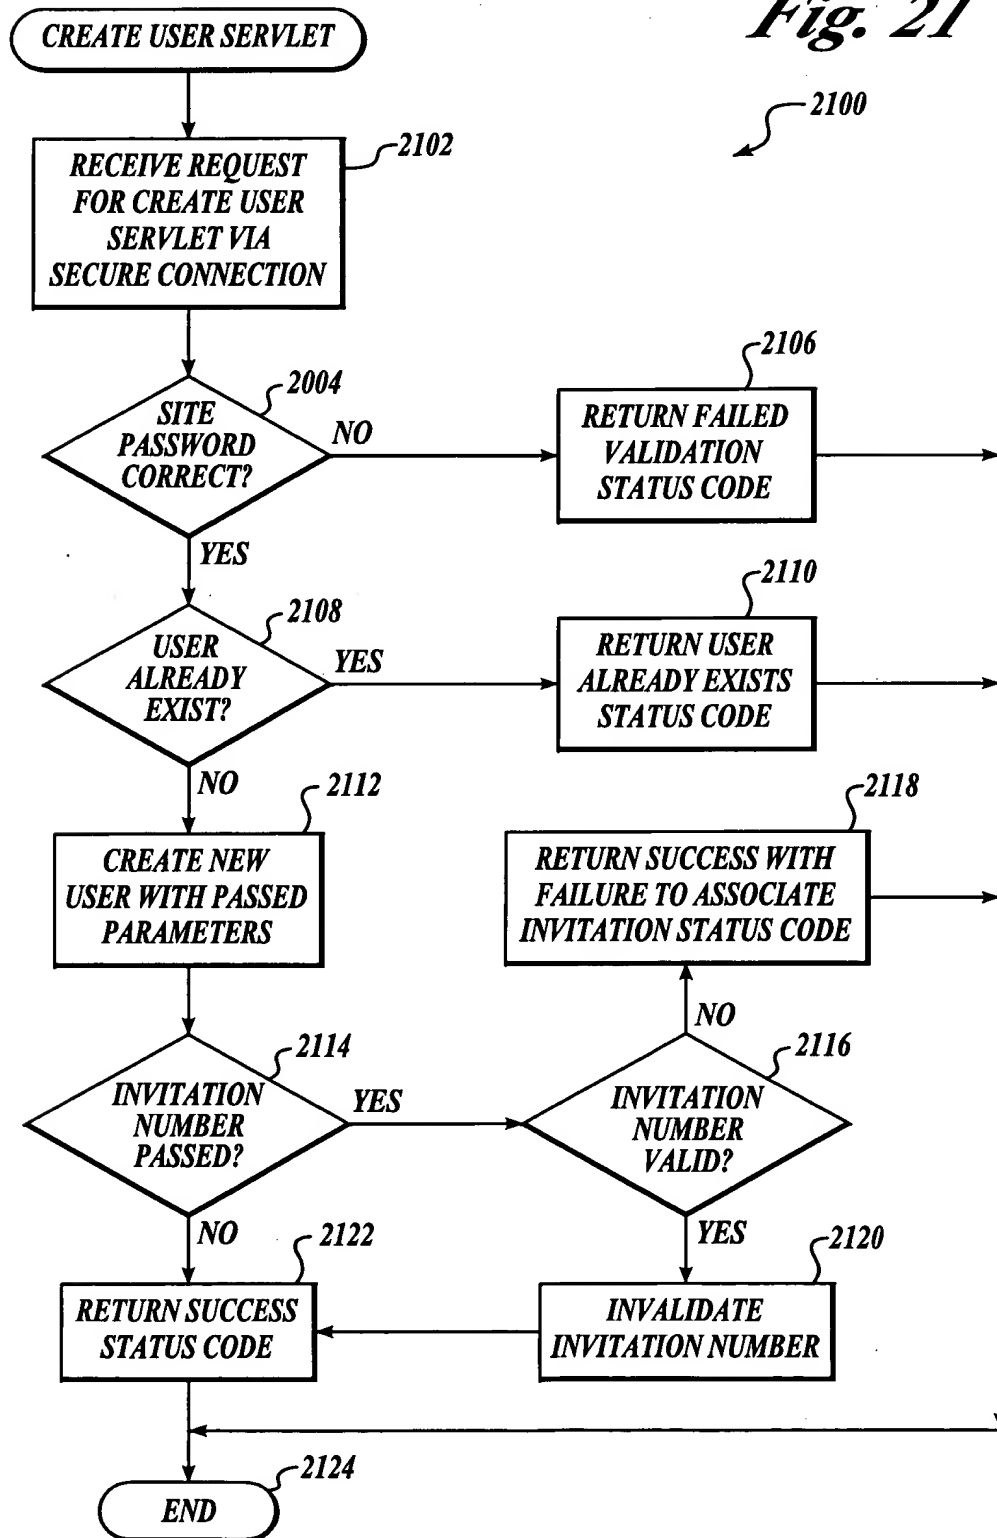 CREATE USER SERVLET
Fig. 21
2100
2102
RECEIVE REQUEST
FOR CREATE USER
SERVLET VIA
SECURE CONNECTION
2004
SITE
PASSWORD
CORRECT?
NO
2106
RETURN FAILED
VALIDATION
STATUS CODE
YES
2108
USER
ALREADY
EXIST?
YES
2110
RETURN USER
ALREADY EXISTS
STATUS CODE
NO
2112
CREATE NEW
USER WITH PASSED
PARAMETERS
2118
RETURN SUCCESS WITH
FAILURE TO ASSOCIATE
INVITATION STATUS CODE
NO
2114
INVITATION
NUMBER
PASSED?
YES
2116
INVITATION
NUMBER
VALID?
NO
2122
RETURN SUCCESS
STATUS CODE
YES
2120
INVALIDATE
INVITATION NUMBER
2124
END